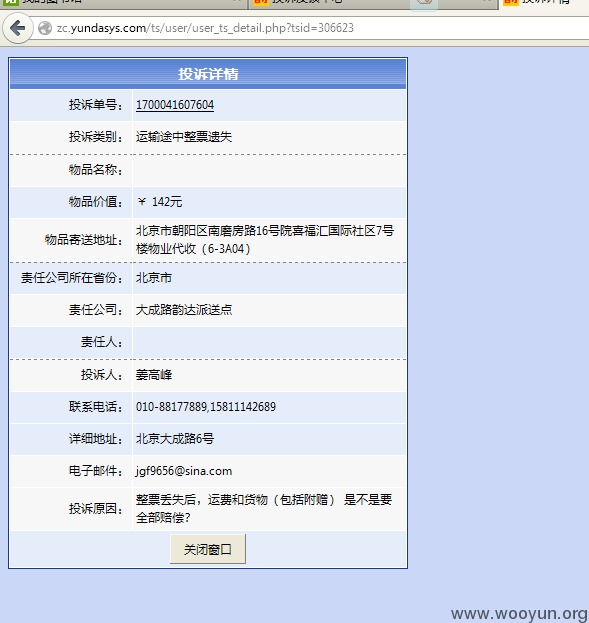 zc.yundasys.com/ts/user/user_ts_detail.php?tsid=306623
投诉详情
投诉单号： 1700041607604
投诉类别： 运输途中整票遗失
物品名称：
物品价值： ￥ 142元
物品寄送地址： 北京市朝阳区南磨房路16号院喜福汇国际社区7号
楼物业代收（6-3A04）
责任公司所在省份： 北京市
责任公司： 大成路韵达派送点
责任人：
投诉人： 姜高峰
联系电话： 010-88177889,15811142689
详细地址： 北京大成路6号
电子邮件： jgf9656@sina.com
投诉原因： 整票丢失后，运费和货物（包括附赠） 是不是要
全部赔偿？
关闭窗口
www.wooyun.org